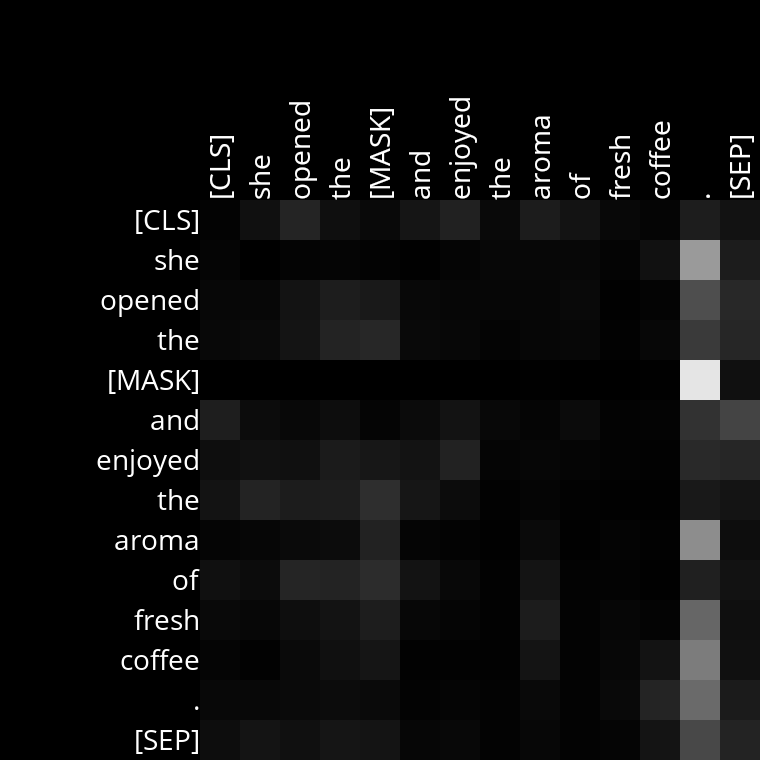 [CLS] she opened the [MASK] and enjoyed the aroma of fresh coffee . [SEP]
[CLS]
she
opened
the
[MASK]
and
enjoyed
the
aroma
of
fresh
coffee
.
[SEP]